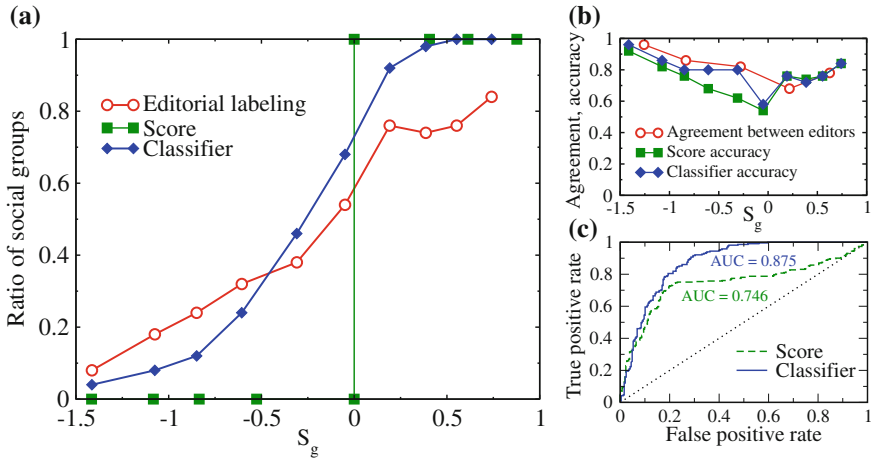 (a)
Ratio of social groups
1
0.8
0.6
0.4
0.2
0
Editorial labeling
Score
Classifier
-1.5 -1 -0.5 0 0.5 1
S_g
(b)
Agreement, accuracy
1
0.8
0.6
0.4
0.2
0
Agreement between editors
Score accuracy
Classifier accuracy
-1.5 -1 -0.5 0 0.5 1
S_g
(c)
True positive rate
1
0.8
0.6
0.4
0.2
0
AUC = 0.875
AUC = 0.746
Score
Classifier
0 0.2 0.4 0.6 0.8 1
False positive rate